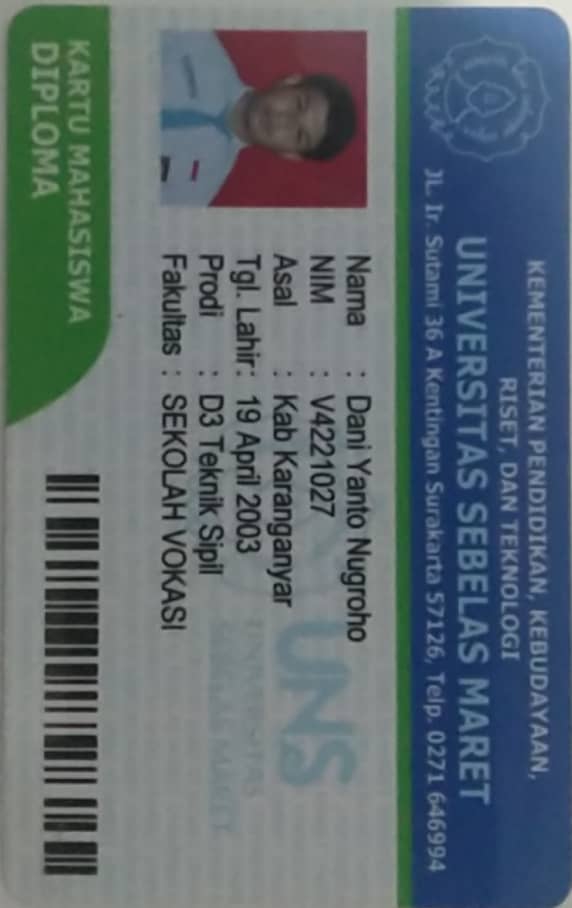 KEMENTERIAN PENDIDIKAN, KEBUDAYAAN,
RISET, DAN TEKNOLOGI
UNIVERSITAS SEBELAS MARET
JL. Ir. Sutami 36 A Kentingan Surakarta 57126, Telp. 0271 646994
Nama : Dani Yanto Nugroho
NIM : V4221027
Asal : Kab Karanganyar
Tgl. Lahir : 19 April 2003
Prodi : D3 Teknik Sipil
Fakultas : SEKOLAH VOKASI
UNS
UNIVERSITAS
SEBELAS MARET
KARTU MAHASISWA
DIPLOMA